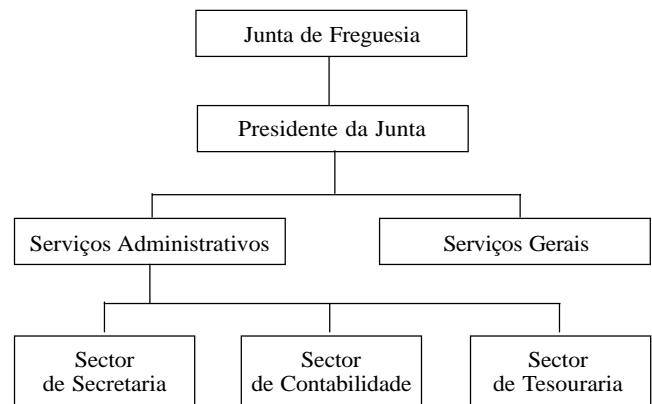 Junta de Freguesia
Presidente da Junta
Serviços Administrativos
Serviços Gerais
Sector
de Secretaria
Sector
de Contabilidade
Sector
de Tesouraria